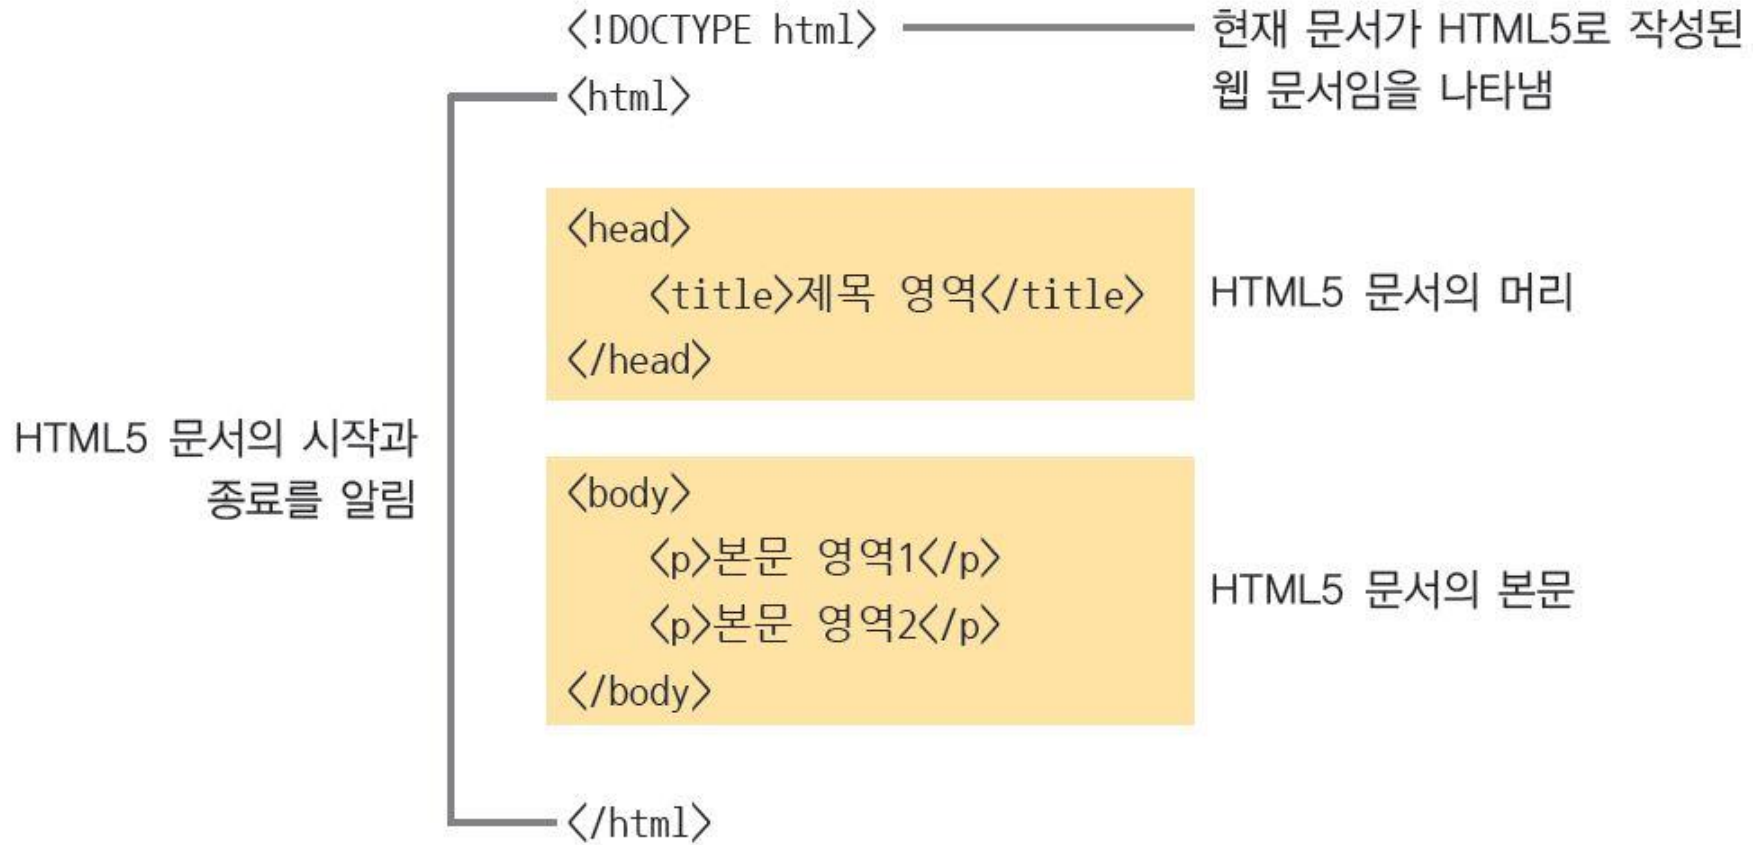 <!DOCTYPE html>
현재 문서가 HTML5로 작성된
웹 문서임을 나타냄
<html>
<head>
<title>제목 영역</title>
</head>
HTML5 문서의 머리
HTML5 문서의 시작과
종료를 알림
<body>
<p>본문 영역1</p>
<p>본문 영역2</p>
</body>
HTML5 문서의 본문
</html>